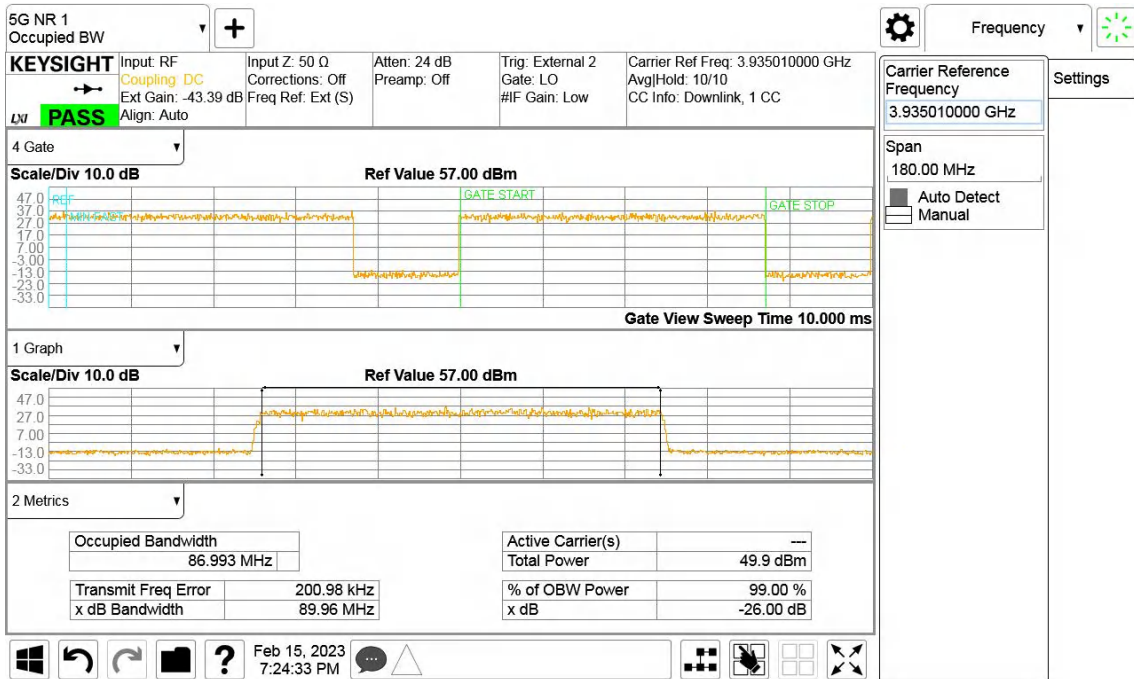 5G NR 1
Occupied BW
+
Frequency
KEYSIGHT
LXI
PASS
Input: RF
Coupling: DC
Ext Gain: -43.39 dB
Align: Auto
Input Z: 50 Ω
Corrections: Off
Freq Ref: Ext (S)
Atten: 24 dB
Preamp: Off
Trig: External 2
Gate: LO
#IF Gain: Low
Carrier Ref Freq: 3.935010000 GHz
Avg|Hold: 10/10
CC Info: Downlink, 1 CC
Carrier Reference
Frequency
3.935010000 GHz
Settings
Span
180.00 MHz
Auto Detect
Manual
4 Gate
Scale/Div 10.0 dB
Ref Value 57.00 dBm
47.0
37.0
27.0
17.0
7.00
-3.00
-13.0
-23.0
-33.0
REF
MIN FAST
GATE START
GATE STOP
Gate View Sweep Time 10.000 ms
1 Graph
Scale/Div 10.0 dB
Ref Value 57.00 dBm
47.0
27.0
7.00
-13.0
-33.0
2 Metrics
Occupied Bandwidth
86.993 MHz
Transmit Freq Error 200.98 kHz
x dB Bandwidth 89.96 MHz
Active Carrier(s) ---
Total Power 49.9 dBm
% of OBW Power 99.00 %
x dB -26.00 dB
?
Feb 15, 2023
7:24:33 PM